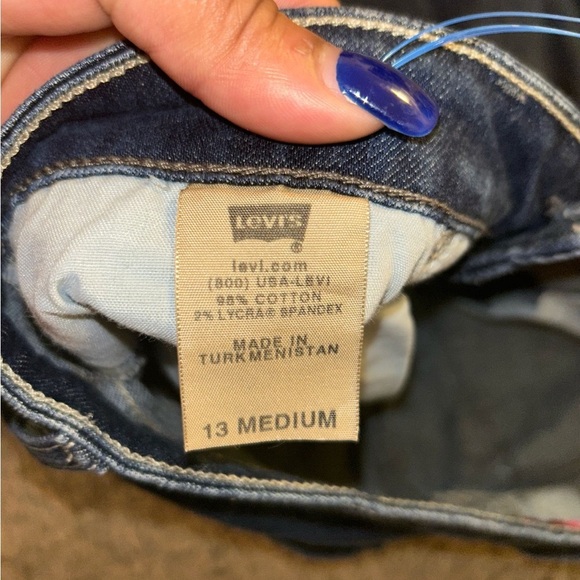 LEVI'S
®
levi.com
(800) USA-LEVI
98% COTTON
2% LYCRA® SPANDEX
MADE IN
TURKMENISTAN
13 MEDIUM